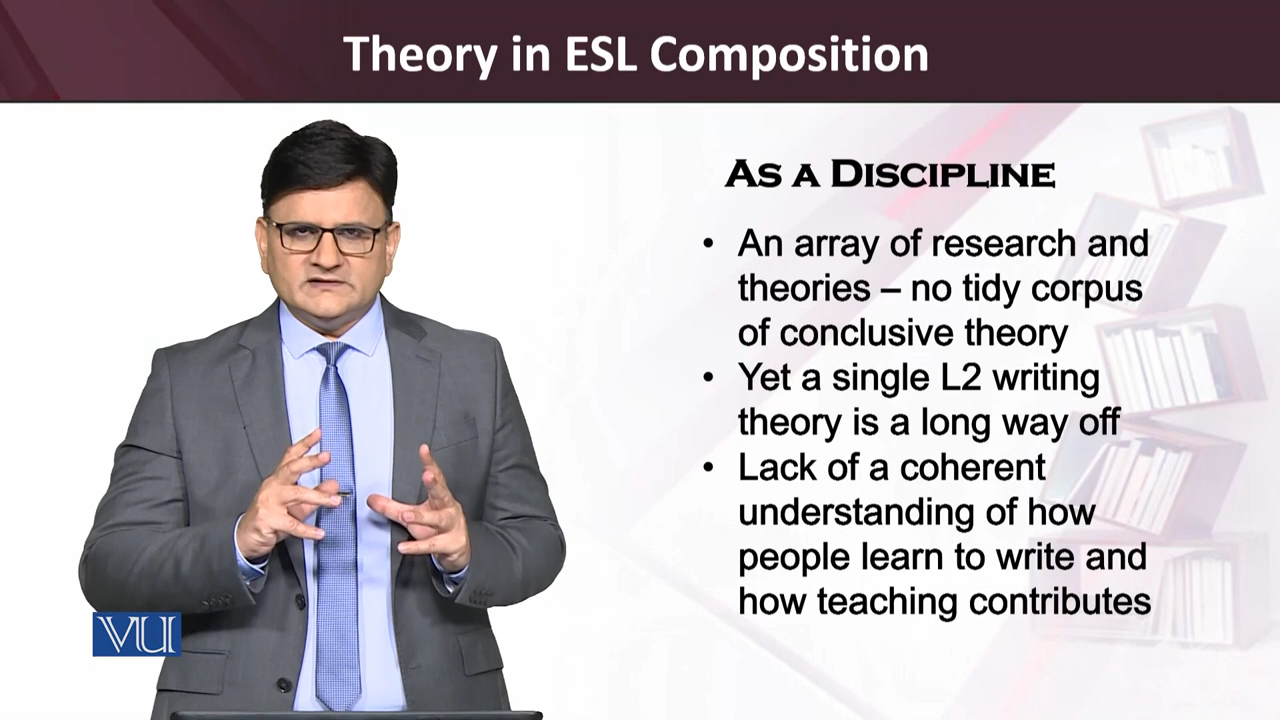 Theory in ESL Composition
AS A DISCIPLINE
• An array of research and
theories – no tidy corpus
of conclusive theory
• Yet a single L2 writing
theory is a long way off
• Lack of a coherent
understanding of how
people learn to write and
how teaching contributes
VU